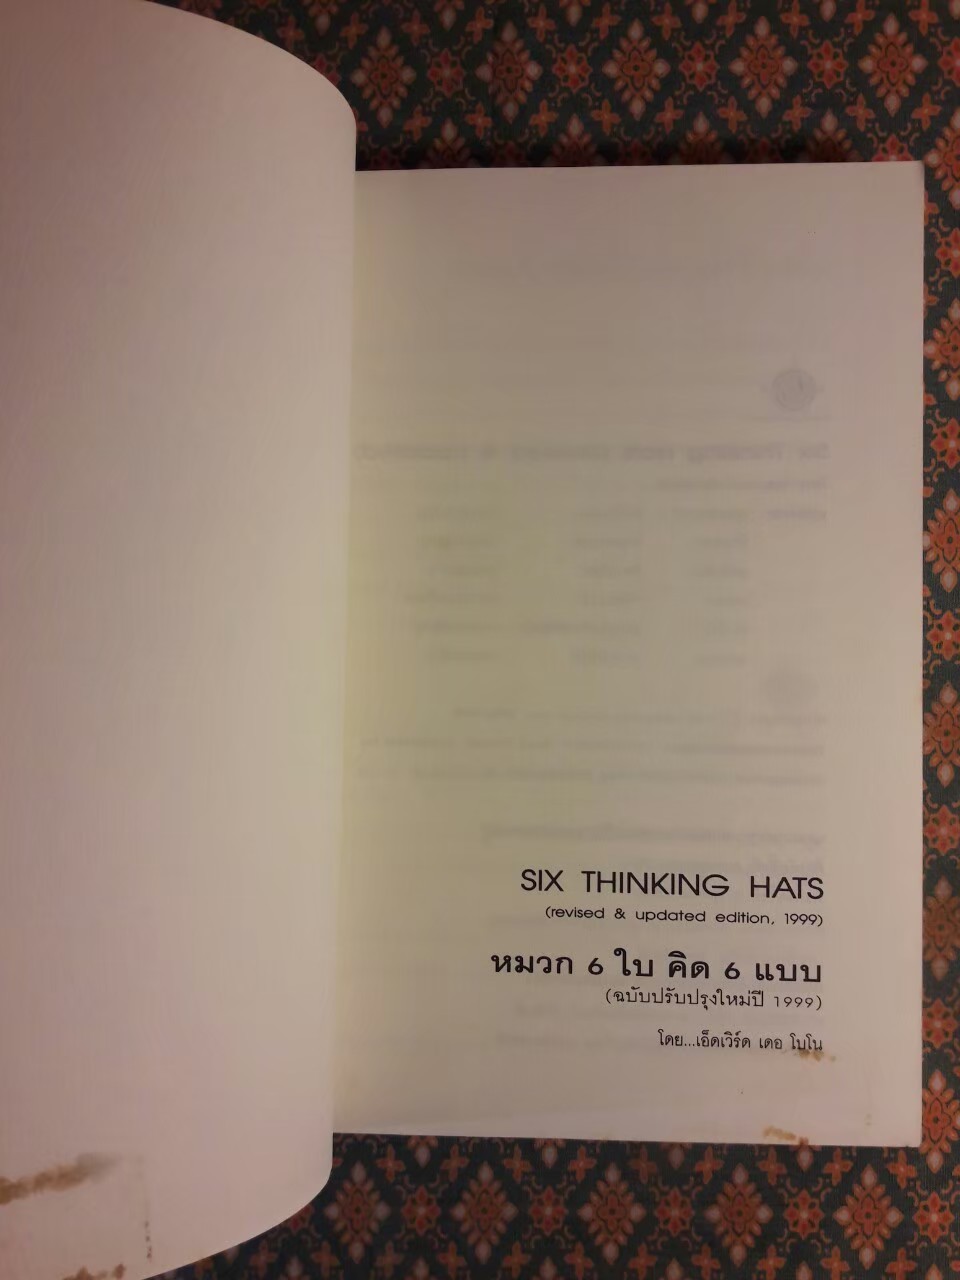 SIX THINKING HATS
(revised & updated edition, 1999)
หมวก 6 ใบ คิด 6 แบบ
(ฉบับปรับปรุงใหม่ปี 1999)
โดย...เอ็ดเวิร์ด เดอ โบโน